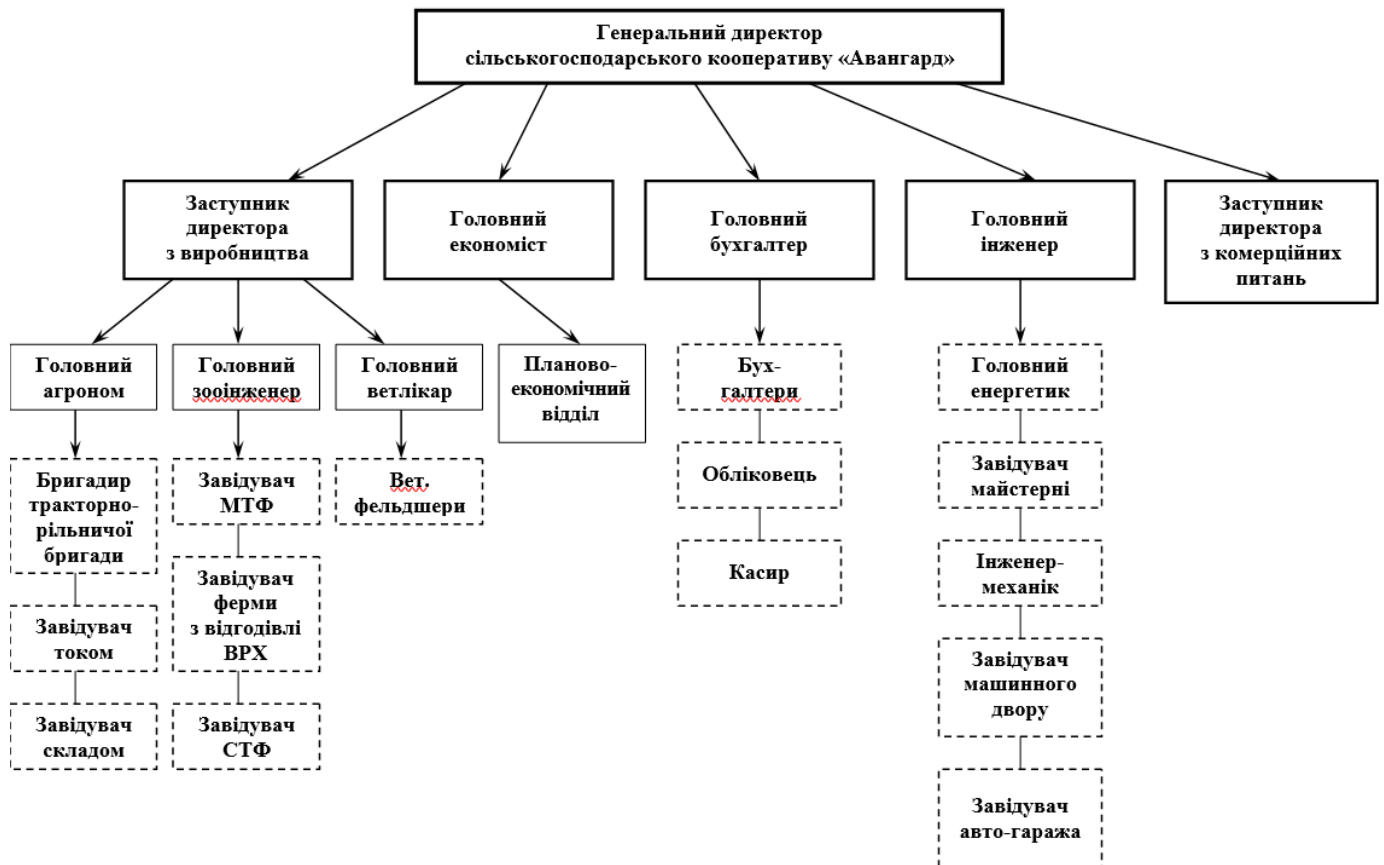 Генеральний директор
сільськогосподарського кооперативу «Авангард»
Заступник
директора
з виробництва
Головний
економіст
Головний
бухгалтер
Головний
інженер
Заступник
директора
з комерційних
питань
Головний
агроном
Головний
зооінженер
Головний
ветлікар
Планово-
економічний
відділ
Бух-
галтери
Головний
енергетик
Бригадир
тракторно-
рільничої
бригади
Завідувач
МТФ
Вет.
фельдшери
Обліковець
Завідувач
майстерні
Завідувач
ферми
з відгодівлі
ВРХ
Касир
Інженер-
механік
Завідувач
током
Завідувач
машинного
двору
Завідувач
складом
Завідувач
СТФ
Завідувач
авто-гаража